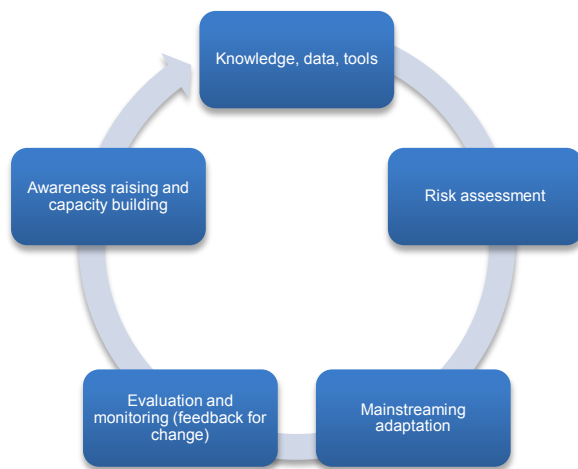 Knowledge, data, tools
Risk assessment
Mainstreaming
adaptation
Evaluation and
monitoring (feedback for
change)
Awareness raising and
capacity building